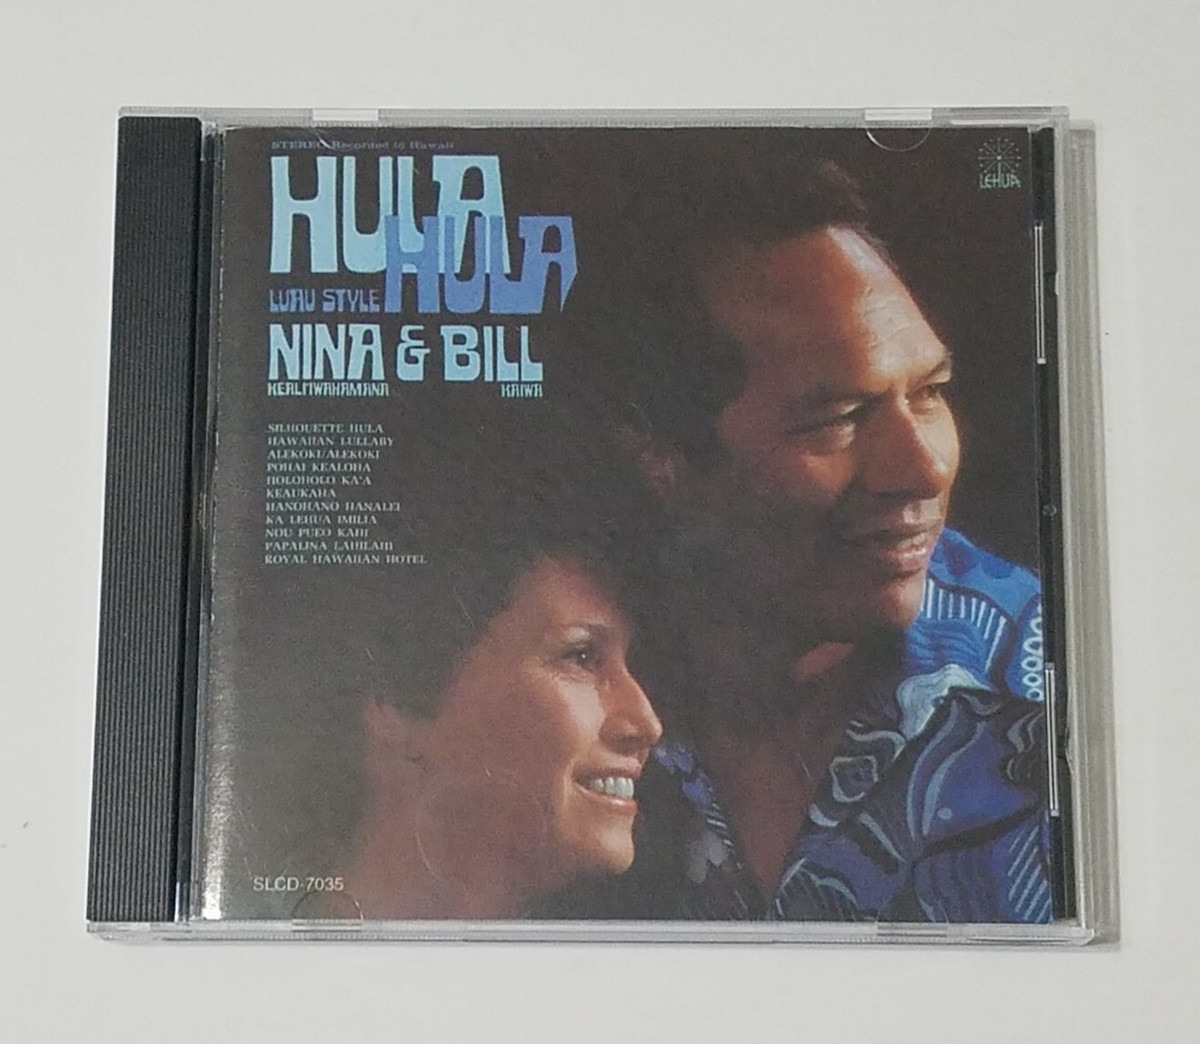 STEREO Recorded in Hawaii
HULA
HULA
LUAU STYLE
NINA & BILL
KEALIIWAHAMANA KAIWA
SILHOUETTE HULA
HAWAIIAN LULLABY
ALEKOKI/ALEKOKI
POHAI KEALOHA
HOLOHOLO KA'A
KEAUKAHA
HANOHANO HANALEI
KA LEHUA IMILIA
NOU PUEO KAHI
PAPALINA LAHILAHI
ROYAL HAWAIIAN HOTEL
LEHUA
SLCD-7035